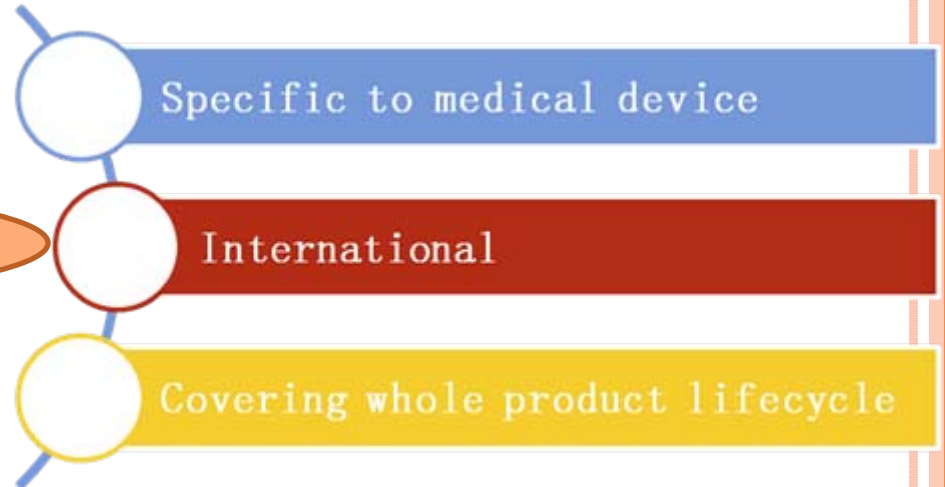 Specific to medical device
International
Covering whole product lifecycle